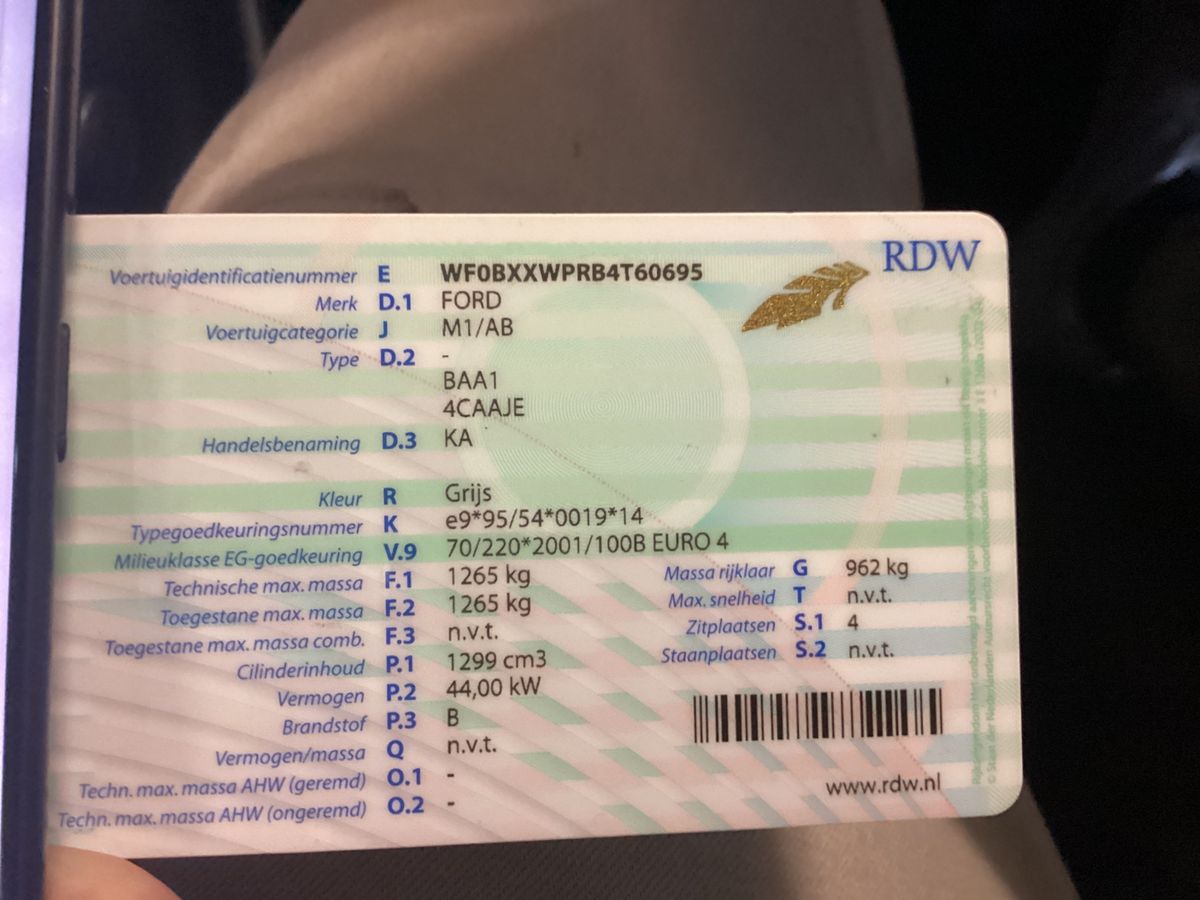 RDW
Voertuigidentificatienummer E WF0BXXWPRB4T60695
Merk D.1 FORD
Voertuigcategorie J M1/AB
Type D.2 -
BAA1
4CAAJE
Handelsbenaming D.3 KA
Kleur R Grijs
Typegoedkeuringsnummer K e9*95/54*0019*14
Milieuklasse EG-goedkeuring V.9 70/220*2001/100B EURO 4
Technische max. massa F.1 1265 kg
Toegestane max. massa F.2 1265 kg
Toegestane max. massa comb. F.3 n.v.t.
Cilinderinhoud P.1 1299 cm3
Vermogen P.2 44,00 kW
Brandstof P.3 B
Vermogen/massa Q n.v.t.
Techn. max. massa AHW (geremd) O.1 -
Techn. max. massa AHW (ongeremd) O.2 -
Massa rijklaar G 962 kg
Max. snelheid T n.v.t.
Zitplaatsen S.1 4
Staanplaatsen S.2 n.v.t.
www.rdw.nl
© Staat der Nederlanden